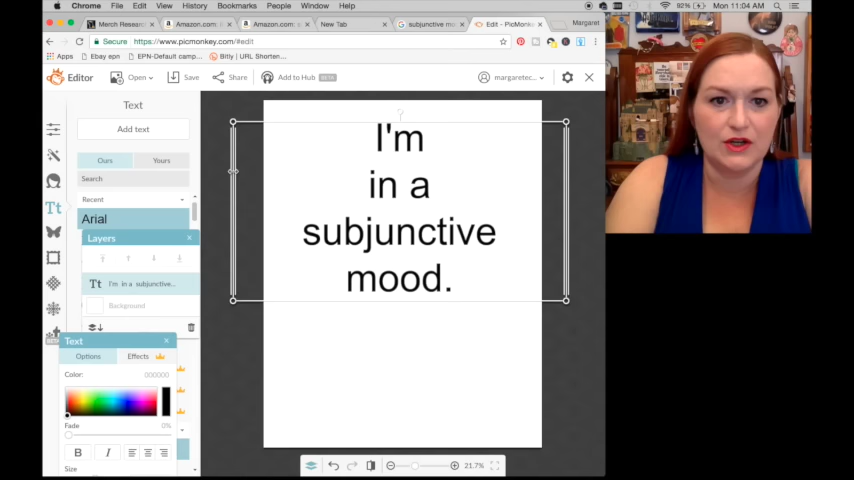 Chrome File Edit View History Bookmarks People Window Help
92% Mon 11:04 AM
Merch Resear
Amazon.com: A
Amazon.com: s
New Tab
subjunctive mo
Edit - PicMonkey
Margaret
Secure https://www.picmonkey.com/#edit
Apps Ebay epn EPN-Default camp... Bitly | URL Shorten...
Editor Open Save Share Add to Hub BETA margaretec...
Text
Add text
Ours Yours
Search
Recent
Arial
Layers
Tt I'm in a subjunctive...
Background
BETA
Text
Options Effects
Color: 000000
Fade 0%
B I
Size
I'm
in a
subjunctive
mood.
21.7%